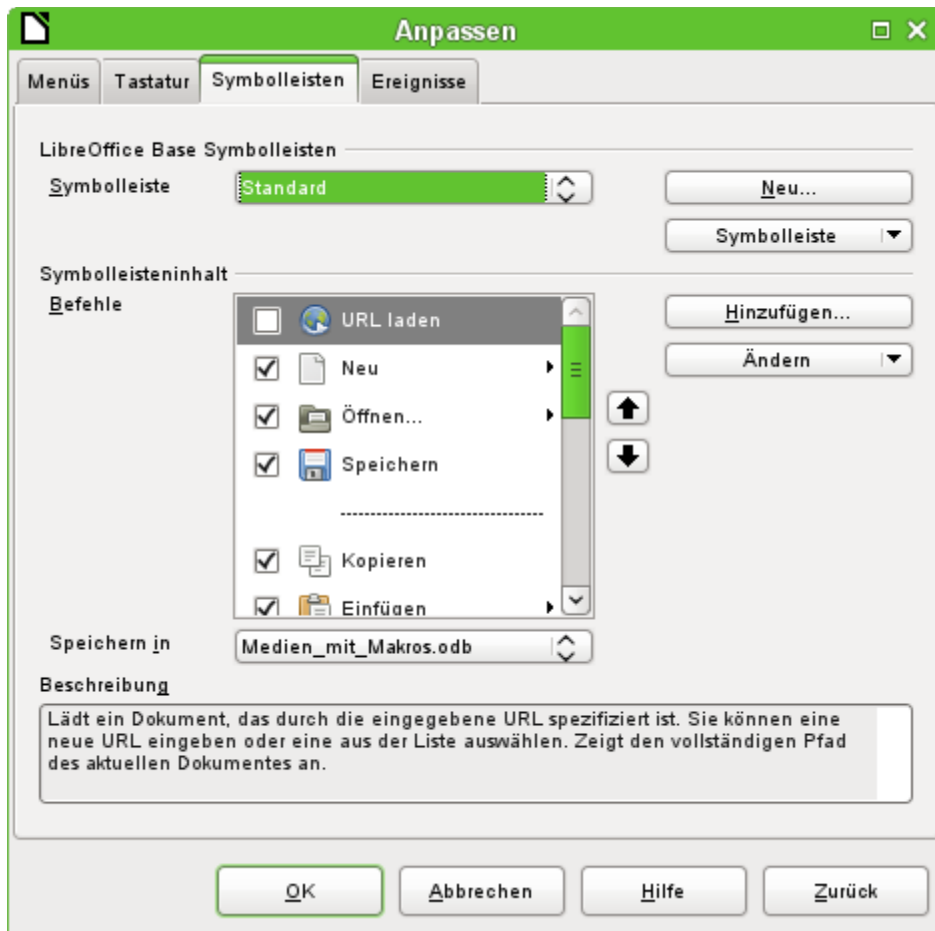 Anpassen
Menüs Tastatur Symbolleisten Ereignisse
LibreOffice Base Symbolleisten
Symbolleiste Standard Neu...
Symbolleiste
Symbolleisteninhalt
Befehle URL laden Hinzufügen...
Neu Ändern
Öffnen...
Speichern
---------------------------------
Kopieren
Einfügen
Speichern in Medien_mit_Makros.odb
Beschreibung
Lädt ein Dokument, das durch die eingegebene URL spezifiziert ist. Sie können eine
neue URL eingeben oder eine aus der Liste auswählen. Zeigt den vollständigen Pfad
des aktuellen Dokumentes an.
OK Abbrechen Hilfe Zurück